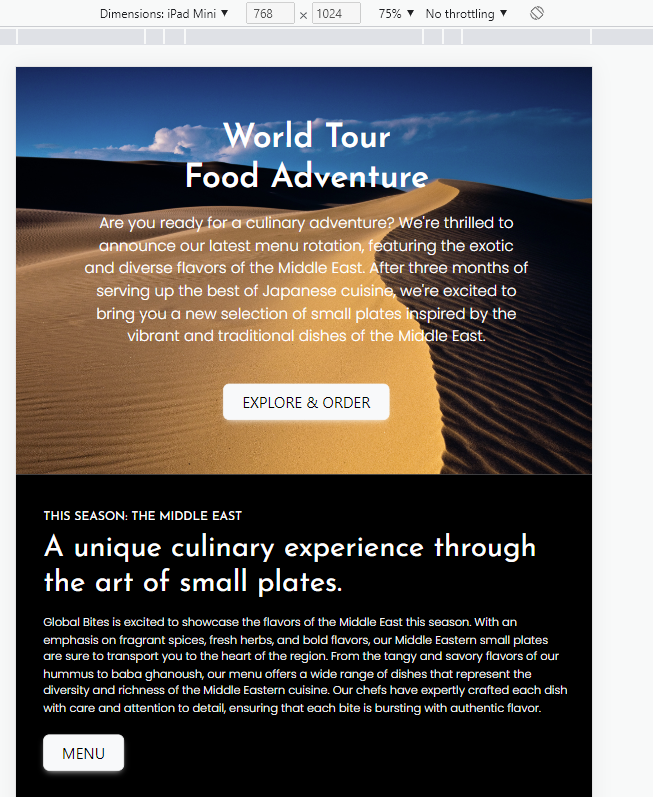 Dimensions: iPad Mini ▼ 768 × 1024 75% ▼ No throttling ▼
World Tour
Food Adventure
Are you ready for a culinary adventure? We're thrilled to
announce our latest menu rotation, featuring the exotic
and diverse flavors of the Middle East. After three months of
serving up the best of Japanese cuisine, we're excited to
bring you a new selection of small plates inspired by the
vibrant and traditional dishes of the Middle East.
EXPLORE & ORDER
THIS SEASON: THE MIDDLE EAST
A unique culinary experience through
the art of small plates.
Global Bites is excited to showcase the flavors of the Middle East this season. With an
emphasis on fragrant spices, fresh herbs, and bold flavors, our Middle Eastern small plates
are sure to transport you to the heart of the region. From the tangy and savory flavors of our
hummus to baba ghanoush, our menu offers a wide range of dishes that represent the
diversity and richness of the Middle Eastern cuisine. Our chefs have expertly crafted each dish
with care and attention to detail, ensuring that each bite is bursting with authentic flavor.
MENU